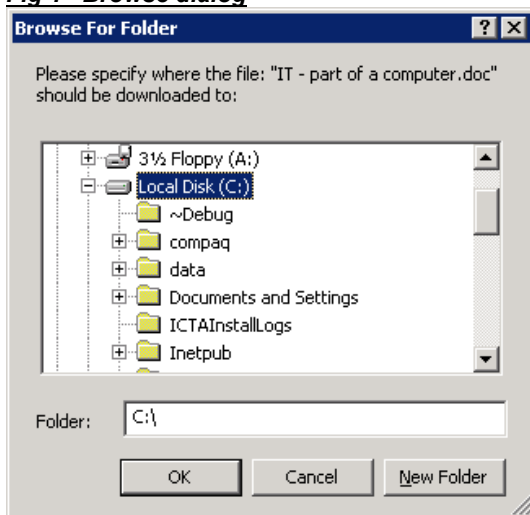 Fig 1 - Browse dialog
Browse For Folder
Please specify where the file: "IT - part of a computer.doc"
should be downloaded to:
3½ Floppy (A:)
Local Disk (C:)
~Debug
compaq
data
Documents and Settings
ICTAInstallLogs
Inetpub
Folder:
C:\
OK
Cancel
New Folder